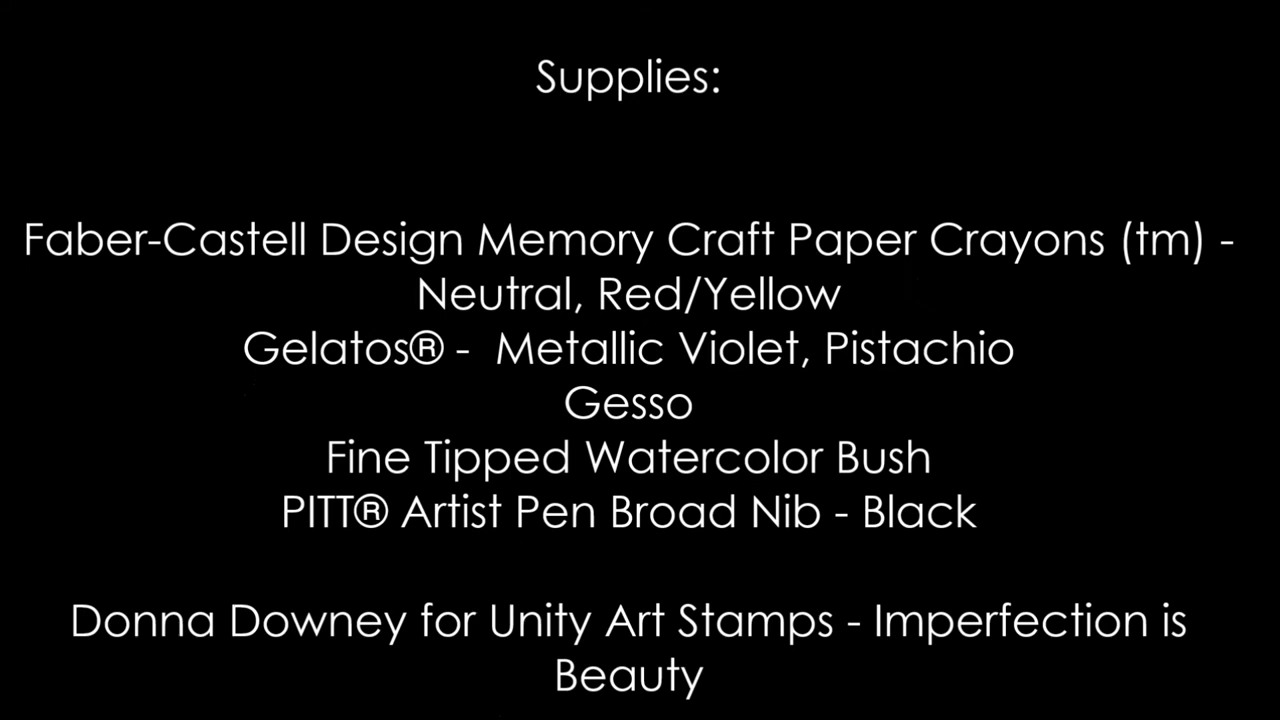 Supplies:
Faber-Castell Design Memory Craft Paper Crayons (tm) -
Neutral, Red/Yellow
Gelatos® -  Metallic Violet, Pistachio
Gesso
Fine Tipped Watercolor Bush
PITT® Artist Pen Broad Nib - Black
Donna Downey for Unity Art Stamps - Imperfection is
Beauty